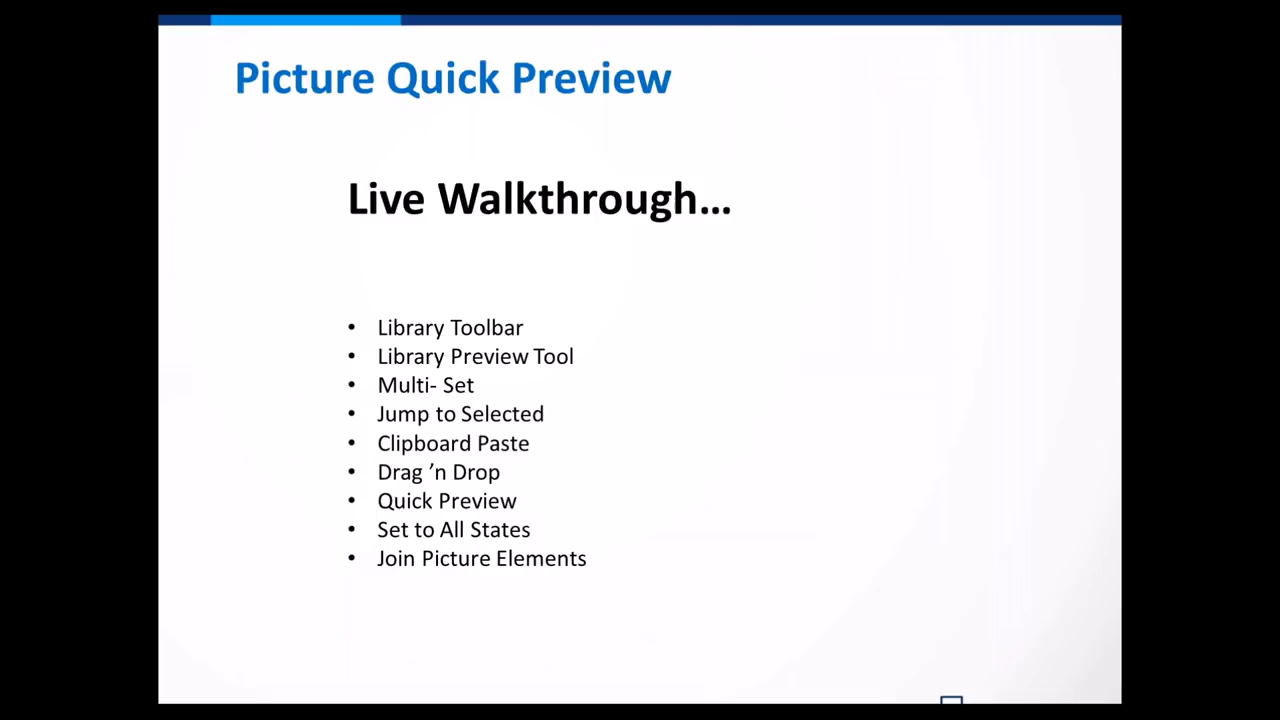 Picture Quick Preview
Live Walkthrough...
• Library Toolbar
• Library Preview Tool
• Multi- Set
• Jump to Selected
• Clipboard Paste
• Drag ’n Drop
• Quick Preview
• Set to All States
• Join Picture Elements